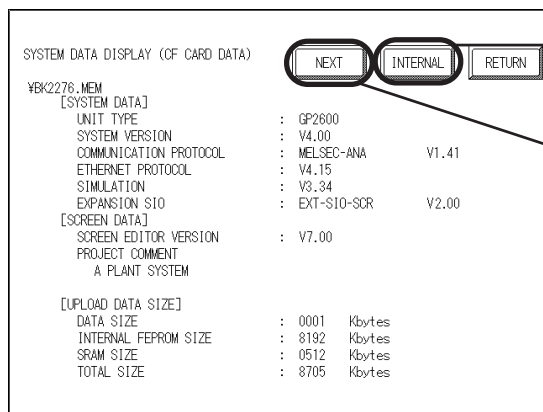 SYSTEM DATA DISPLAY (CF CARD DATA) NEXT INTERNAL RETURN
¥BK2276.MEM
[SYSTEM DATA]
UNIT TYPE : GP2600
SYSTEM VERSION : V4.00
COMMUNICATION PROTOCOL : MELSEC-ANA V1.41
ETHERNET PROTOCOL : V4.15
SIMULATION : V3.34
EXPANSION SIO : EXT-SIO-SCR V2.00
[SCREEN DATA]
SCREEN EDITOR VERSION : V7.00
PROJECT COMMENT
A PLANT SYSTEM
[UPLOAD DATA SIZE]
DATA SIZE : 0001 Kbytes
INTERNAL FEPROM SIZE : 8192 Kbytes
SRAM SIZE : 0512 Kbytes
TOTAL SIZE : 8705 Kbytes